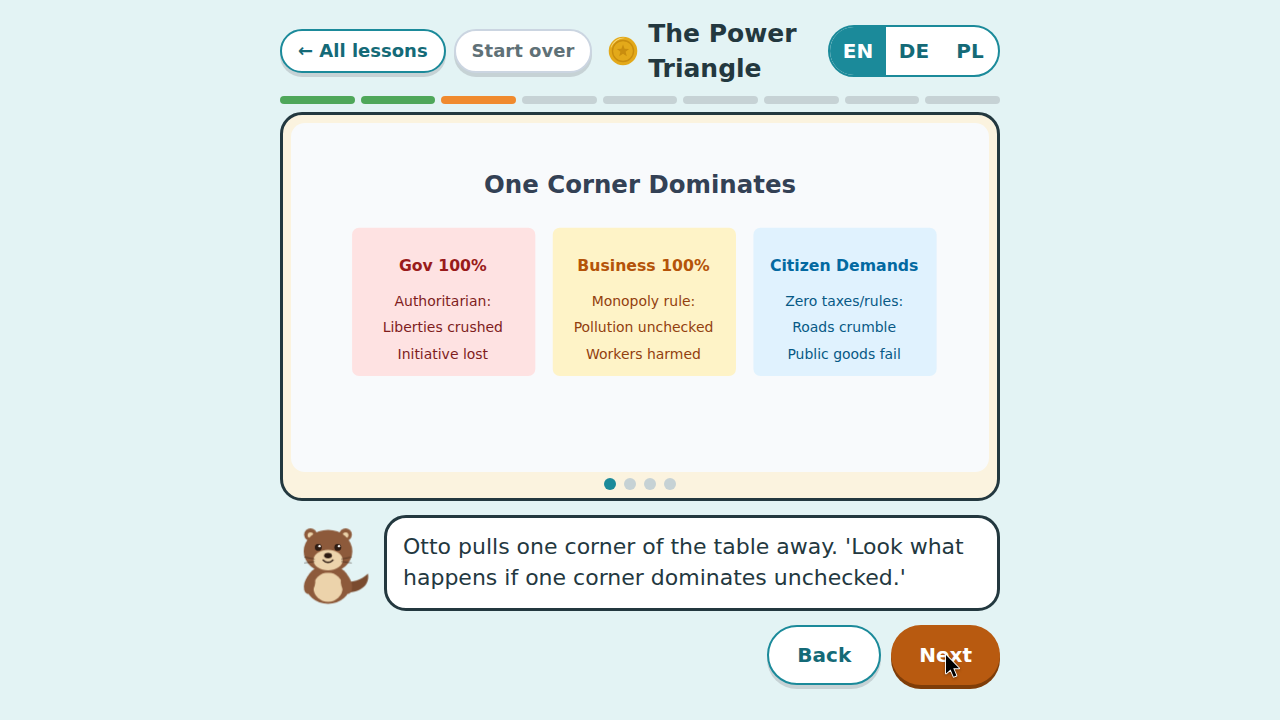 ← All lessons
Start over
The Power
Triangle
EN DE PL
One Corner Dominates
Gov 100%
Authoritarian:
Liberties crushed
Initiative lost
Business 100%
Monopoly rule:
Pollution unchecked
Workers harmed
Citizen Demands
Zero taxes/rules:
Roads crumble
Public goods fail
Otto pulls one corner of the table away. 'Look what
happens if one corner dominates unchecked.'
Back
Next